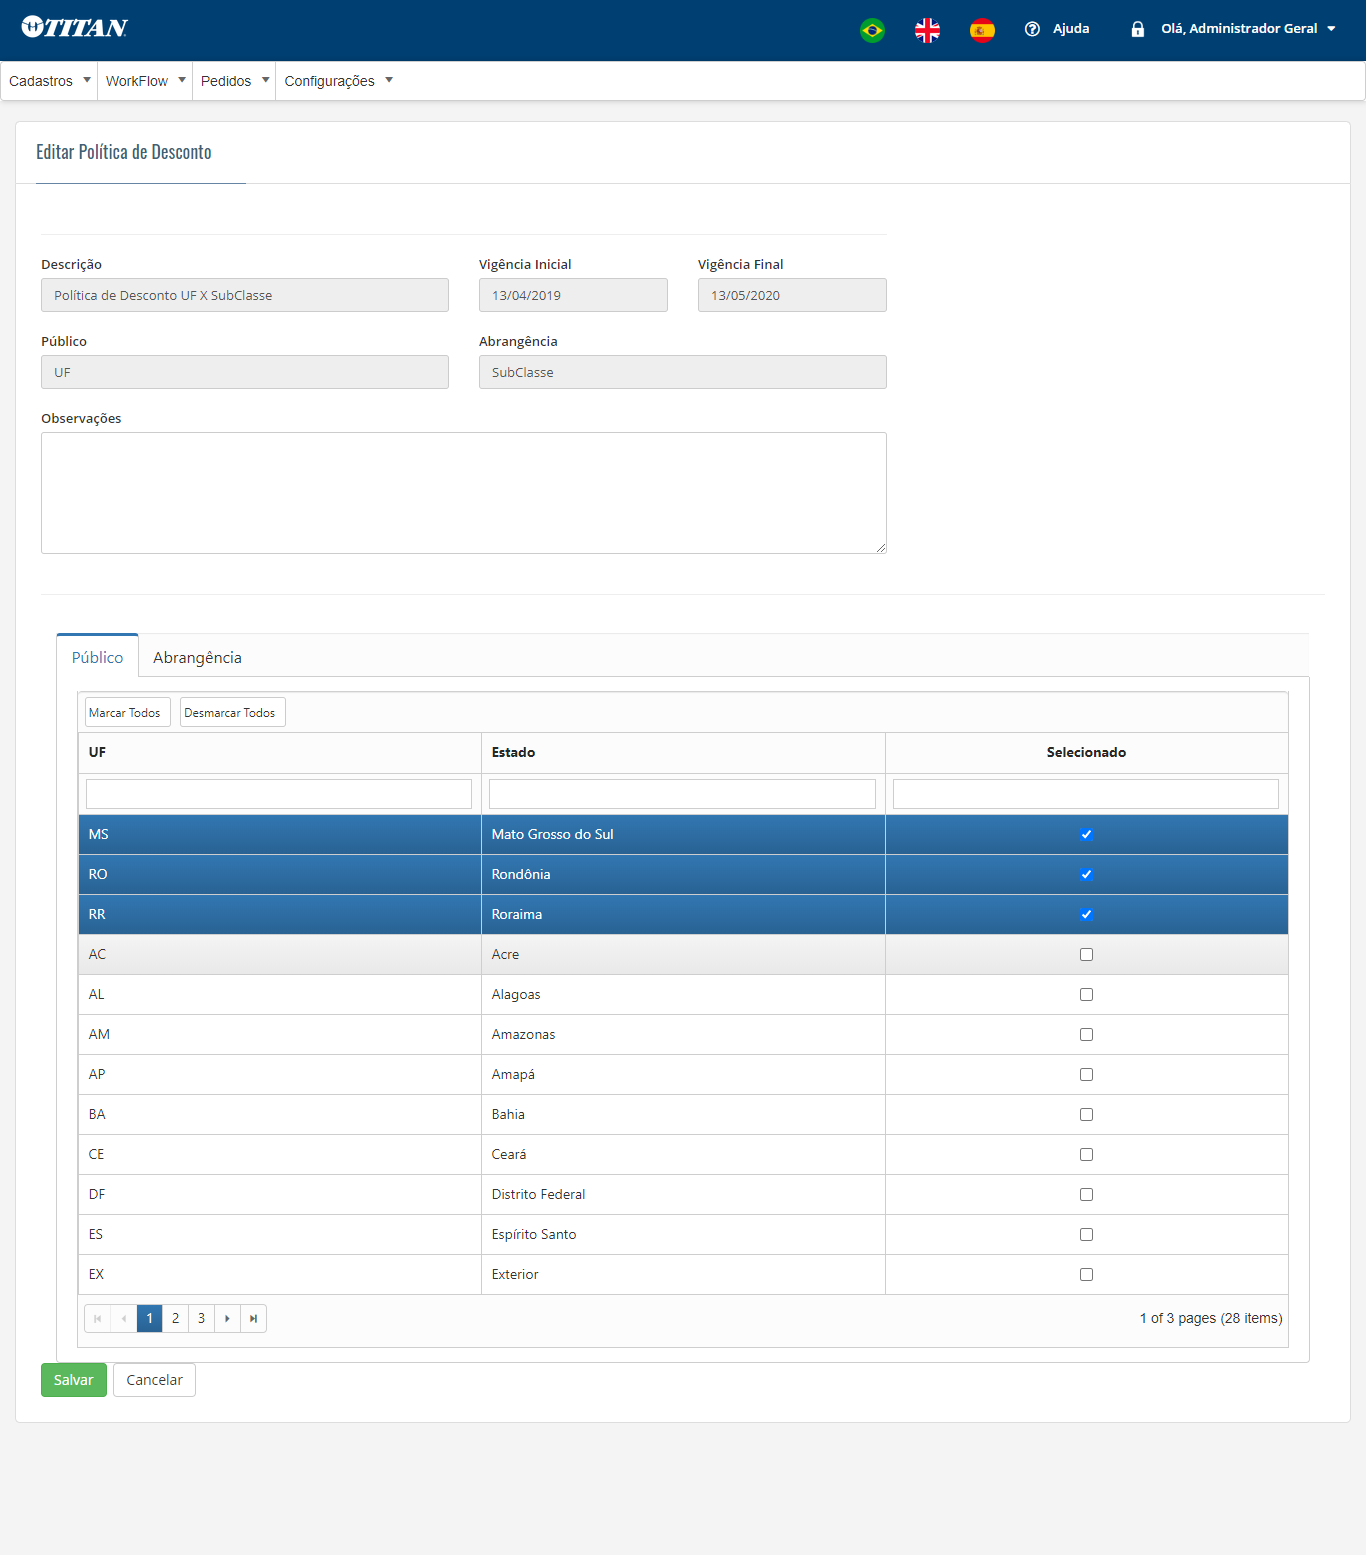 TITAN
Ajuda
Olá, Administrador Geral
Cadastros
WorkFlow
Pedidos
Configurações
Editar Política de Desconto
Descrição
Vigência Inicial
Vigência Final
Política de Desconto UF X SubClasse
13/04/2019
13/05/2020
Público
Abrangência
UF
SubClasse
Observações
Público
Abrangência
Marcar Todos
Desmarcar Todos
UF
Estado
Selecionado
MS
Mato Grosso do Sul
RO
Rondônia
RR
Roraima
AC
Acre
AL
Alagoas
AM
Amazonas
AP
Amapá
BA
Bahia
CE
Ceará
DF
Distrito Federal
ES
Espírito Santo
EX
Exterior
1
2
3
1 of 3 pages (28 items)
Salvar
Cancelar